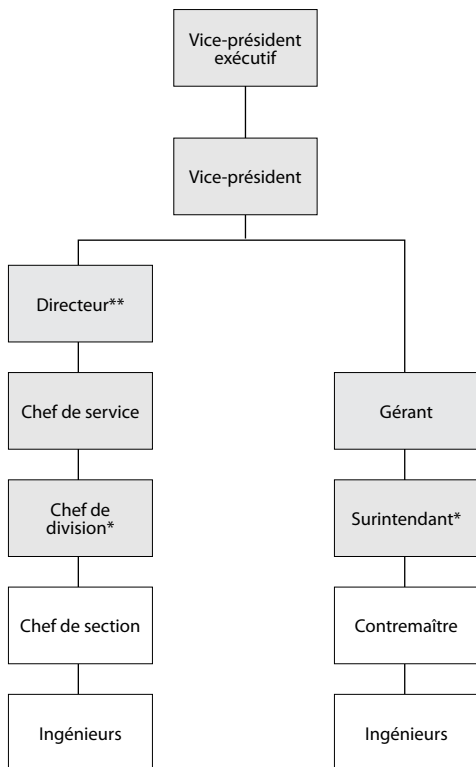 Vice-président
exécutif
Vice-président
Directeur**
Chef de service
Gérant
Chef de
division*
Surintendant*
Chef de section
Contremaître
Ingénieurs
Ingénieurs